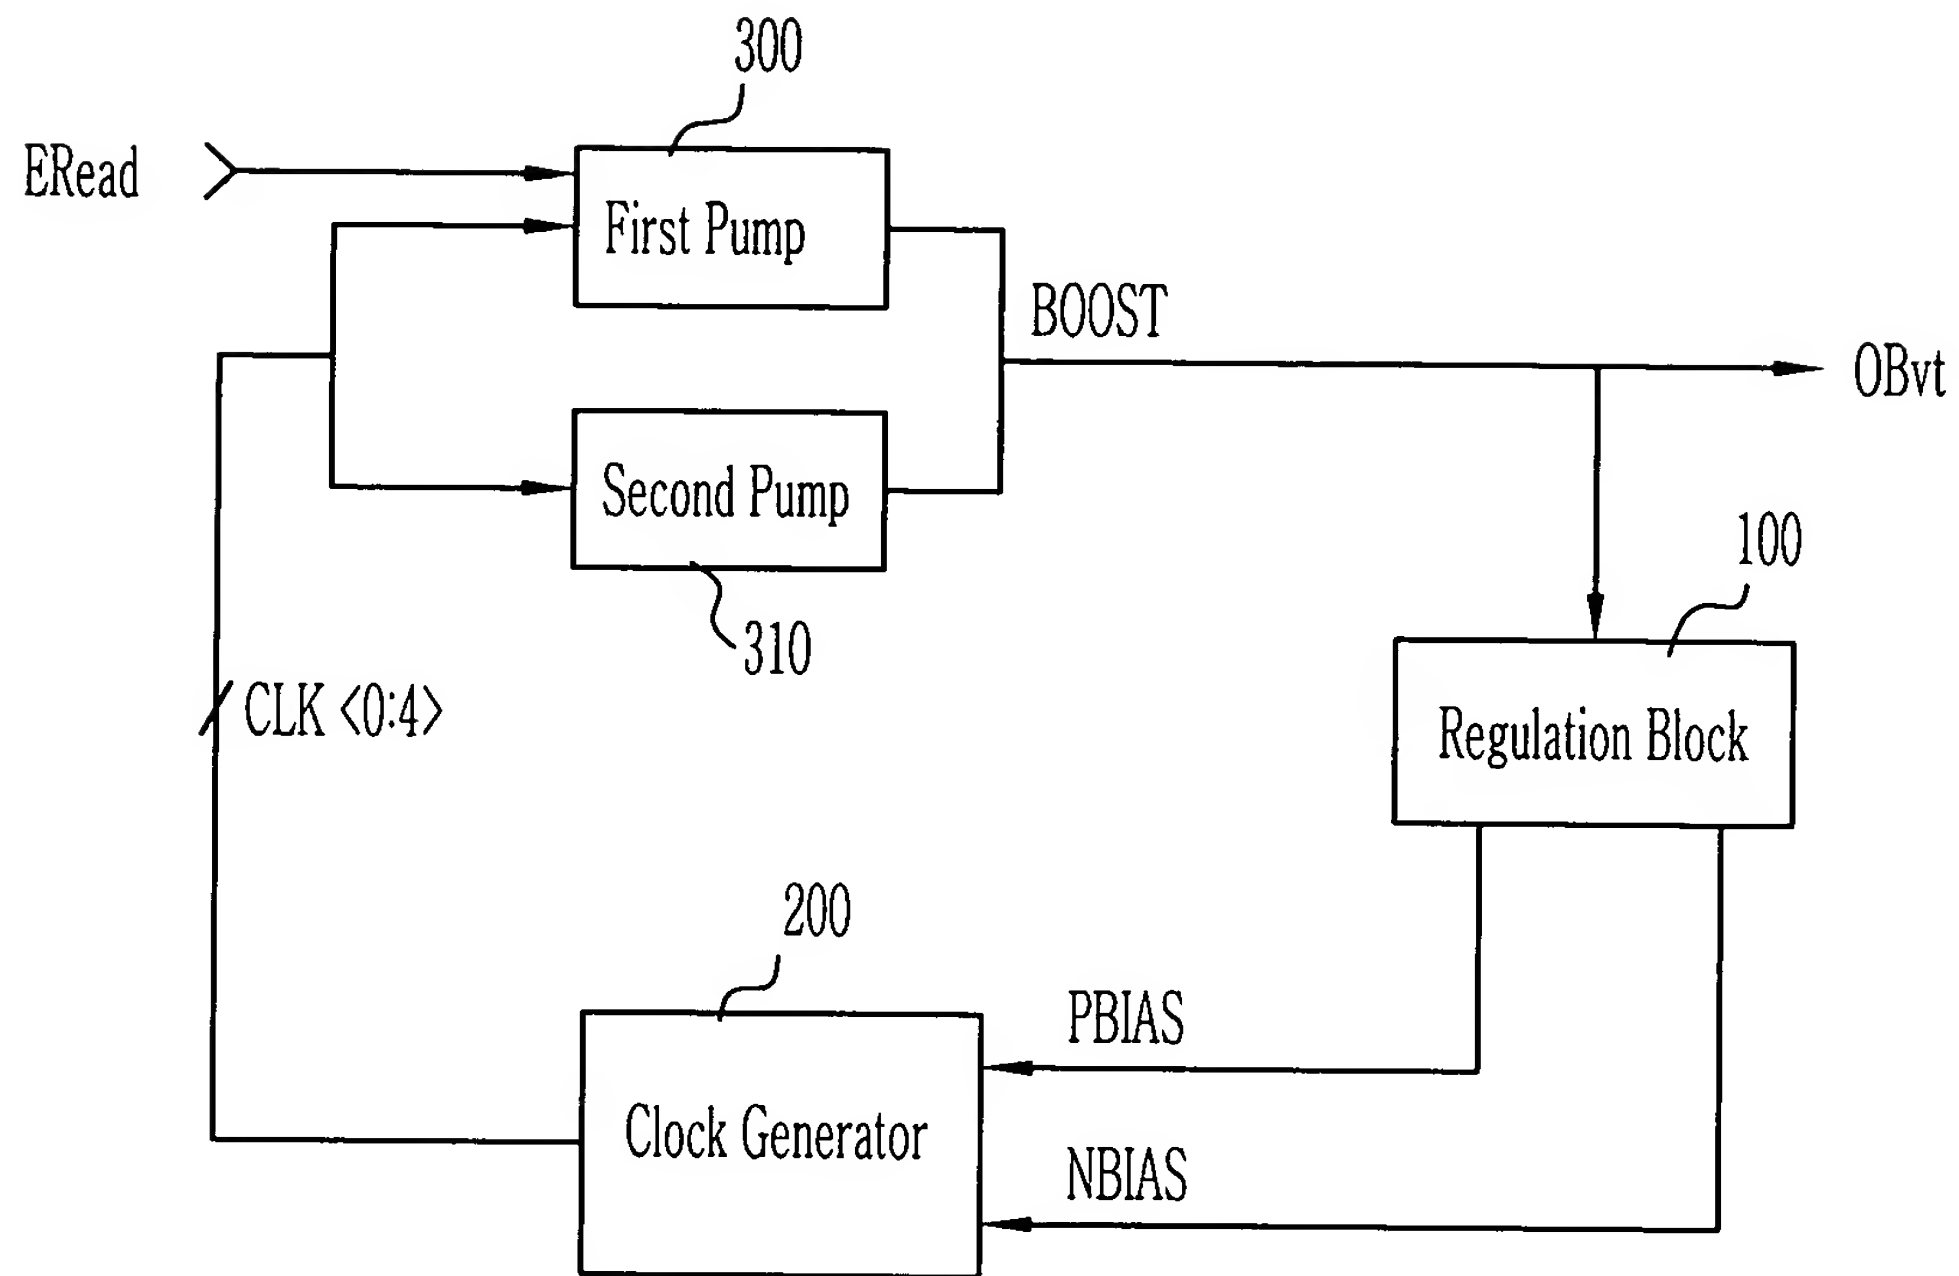 300
ERead
First Pump
BOOST
OBvt
Second Pump
100
310
CLK <0:4>
Regulation Block
200
PBIAS
Clock Generator
NBIAS